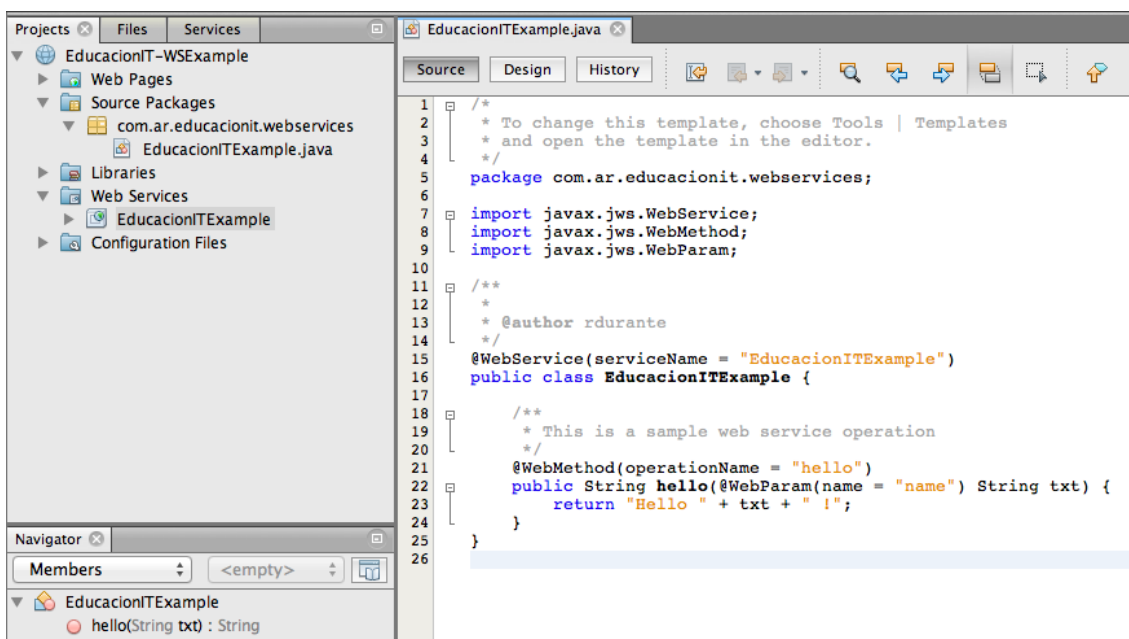 Projects Files Services
EducacionIT-WSExample
Web Pages
Source Packages
com.ar.educacionit.webservices
EducacionITExample.java
Libraries
Web Services
EducacionITExample
Configuration Files
Navigator
Members <empty>
EducacionITExample
hello(String txt) : String
EducacionITExample.java
Source Design History
1 /*
2 * To change this template, choose Tools | Templates
3 * and open the template in the editor.
4 */
5 package com.ar.educacionit.webservices;
6
7 import javax.jws.WebService;
8 import javax.jws.WebMethod;
9 import javax.jws.WebParam;
10
11 /**
12 *
13 * @author rdurante
14 */
15 @WebService(serviceName = "EducacionITExample")
16 public class EducacionITExample {
17
18 /**
19 * This is a sample web service operation
20 */
21 @WebMethod(operationName = "hello")
22 public String hello(@WebParam(name = "name") String txt) {
23 return "Hello " + txt + " !";
24 }
25 }
26